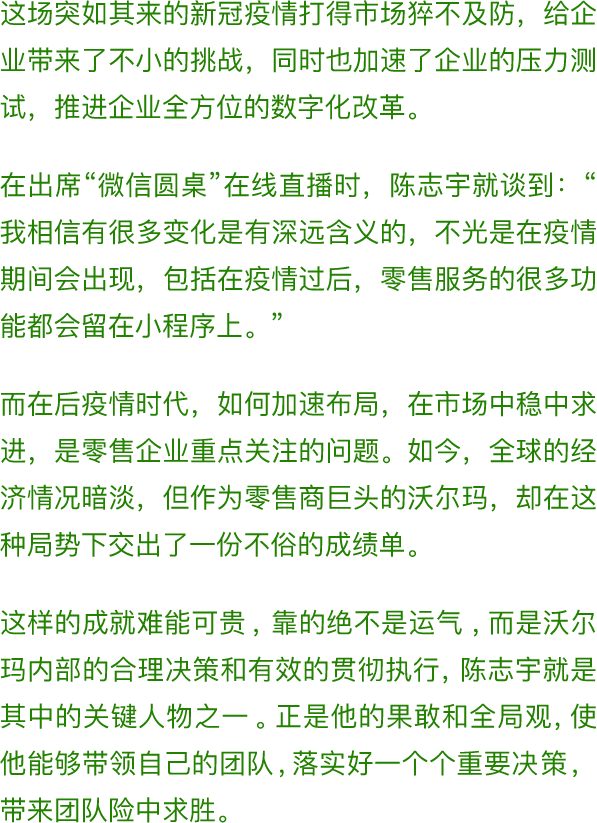 这场突如其来的新冠疫情打得市场猝不及防，给企
业带来了不小的挑战，同时也加速了企业的压力测
试，推进企业全方位的数字化改革。
在出席“微信圆桌”在线直播时，陈志宇就谈到：“
我相信有很多变化是有深远含义的，不光是在疫情
期间会出现，包括在疫情过后，零售服务的很多功
能都会留在小程序上。”
而在后疫情时代，如何加速布局，在市场中稳中求
进，是零售企业重点关注的问题。如今，全球的经
济情况暗淡，但作为零售商巨头的沃尔玛，却在这
种局势下交出了一份不俗的成绩单。
这样的成就难能可贵，靠的绝不是运气，而是沃尔
玛内部的合理决策和有效的贯彻执行，陈志宇就是
其中的关键人物之一。正是他的果敢和全局观，使
他能够带领自己的团队，落实好一个个重要决策，
带来团队险中求胜。